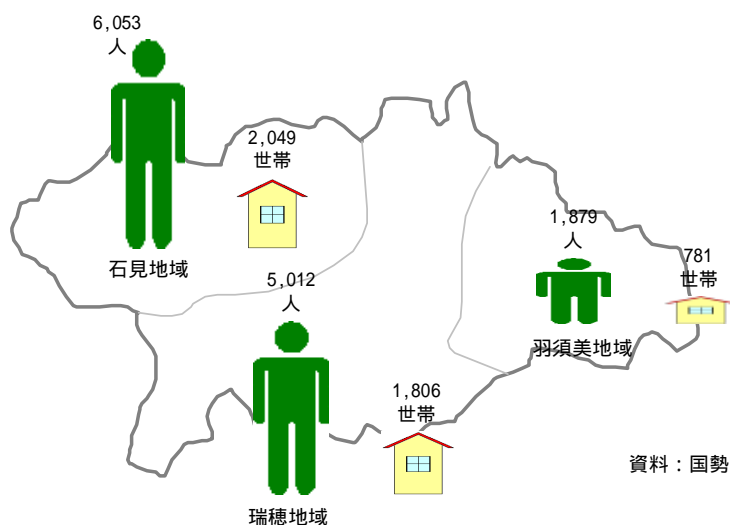 6,053
人
2,049
世帯
石見地域
5,012
人
瑞穂地域
1,806
世帯
1,879
人
羽須美地域
781
世帯
資料：国勢